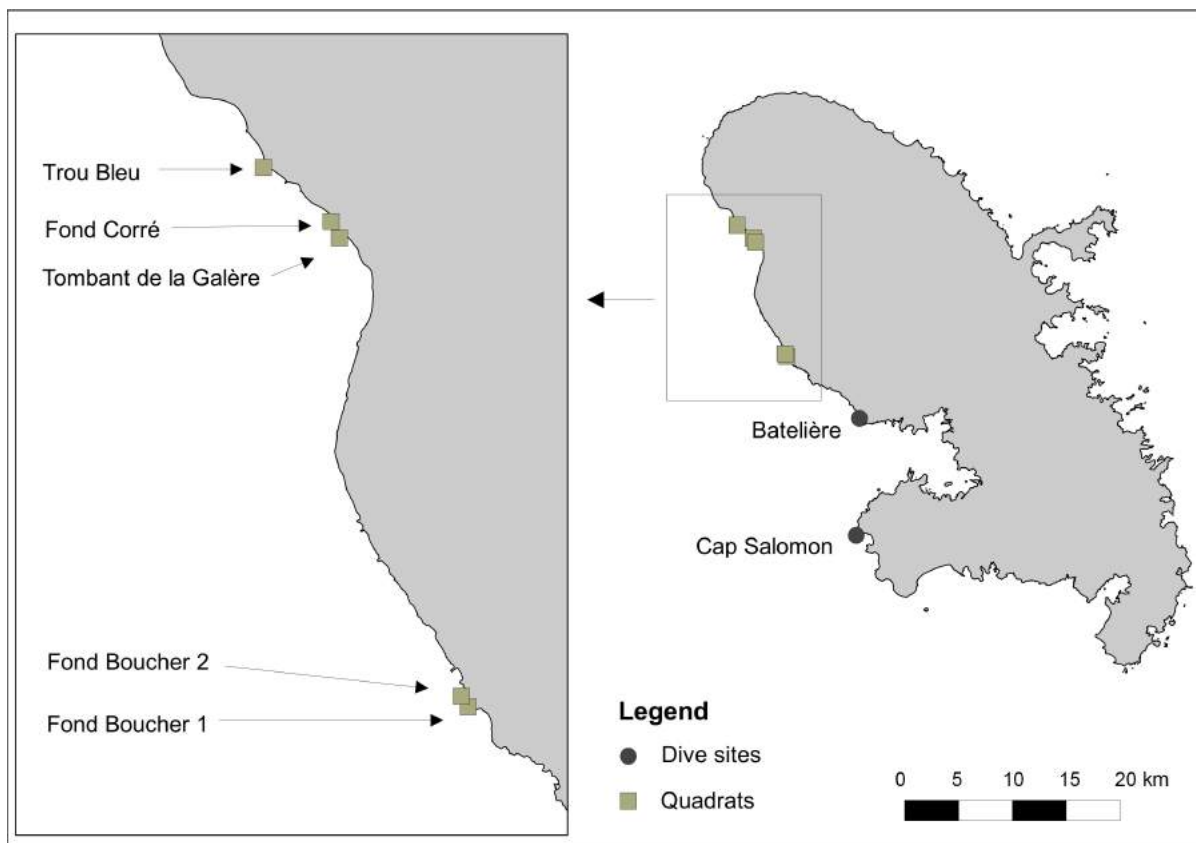 Trou Bleu
Fond Corré
Tombant de la Galère
Fond Boucher 2
Fond Boucher 1
Batelière
Cap Salomon
Legend
Dive sites
Quadrats
0 5 10 15 20 km